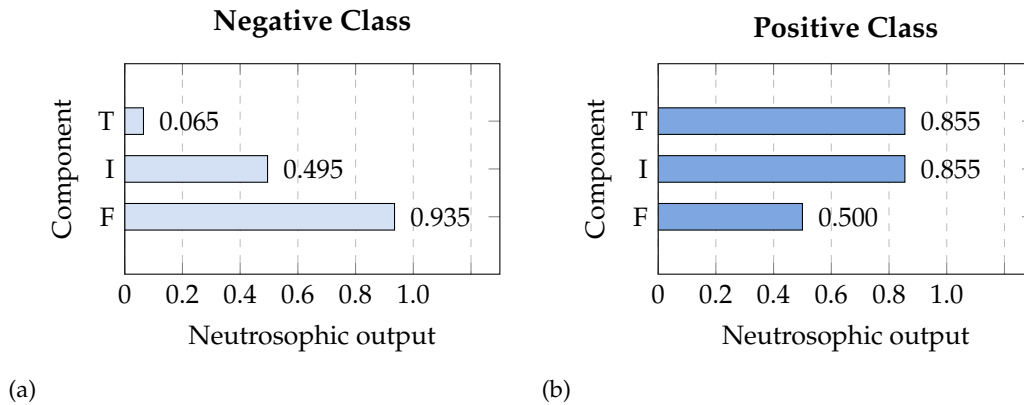 Negative Class
Component
T 0.065
I 0.495
F 0.935
0 0.2 0.4 0.6 0.8 1.0
Neutrosophic output
(a)
Positive Class
Component
T 0.855
I 0.855
F 0.500
0 0.2 0.4 0.6 0.8 1.0
Neutrosophic output
(b)